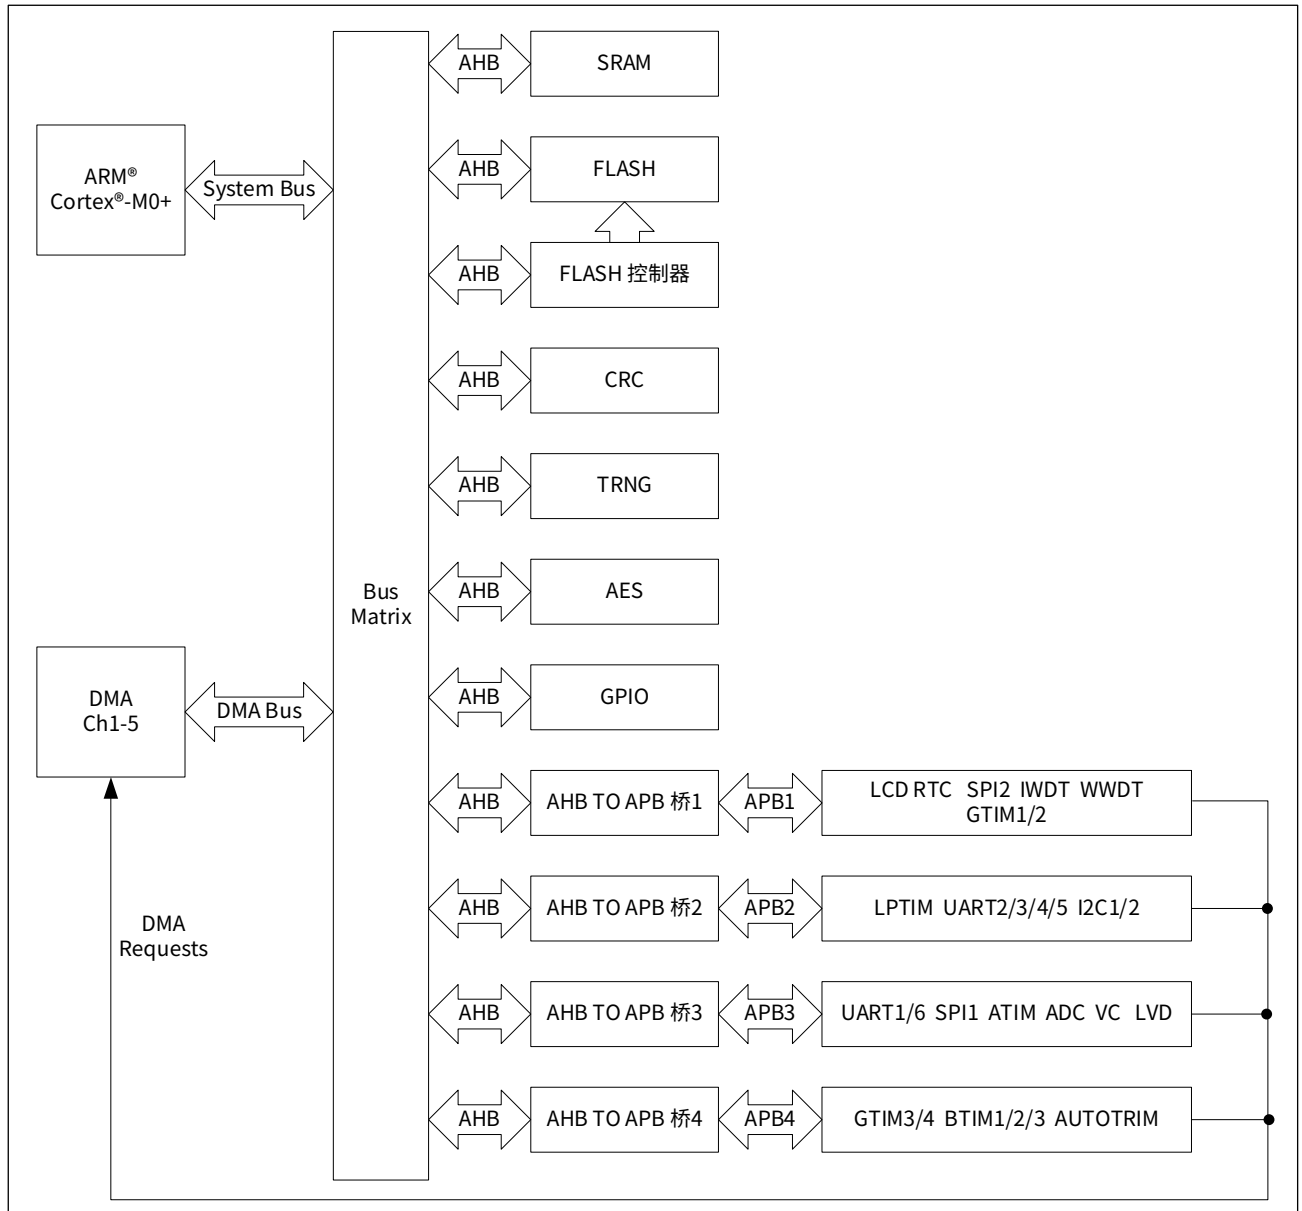 AHB
SRAM
ARM®
Cortex®-M0+
System Bus
AHB
FLASH
AHB
FLASH 控制器
AHB
CRC
AHB
TRNG
Bus
Matrix
AHB
AES
DMA
Ch1-5
DMA Bus
AHB
GPIO
AHB
AHB TO APB 桥1
APB1
LCD RTC SPI2 IWDT WWDT
GTIM1/2
DMA
Requests
AHB
AHB TO APB 桥2
APB2
LPTIM UART2/3/4/5 I2C1/2
AHB
AHB TO APB 桥3
APB3
UART1/6 SPI1 ATIM ADC VC LVD
AHB
AHB TO APB 桥4
APB4
GTIM3/4 BTIM1/2/3 AUTOTRIM